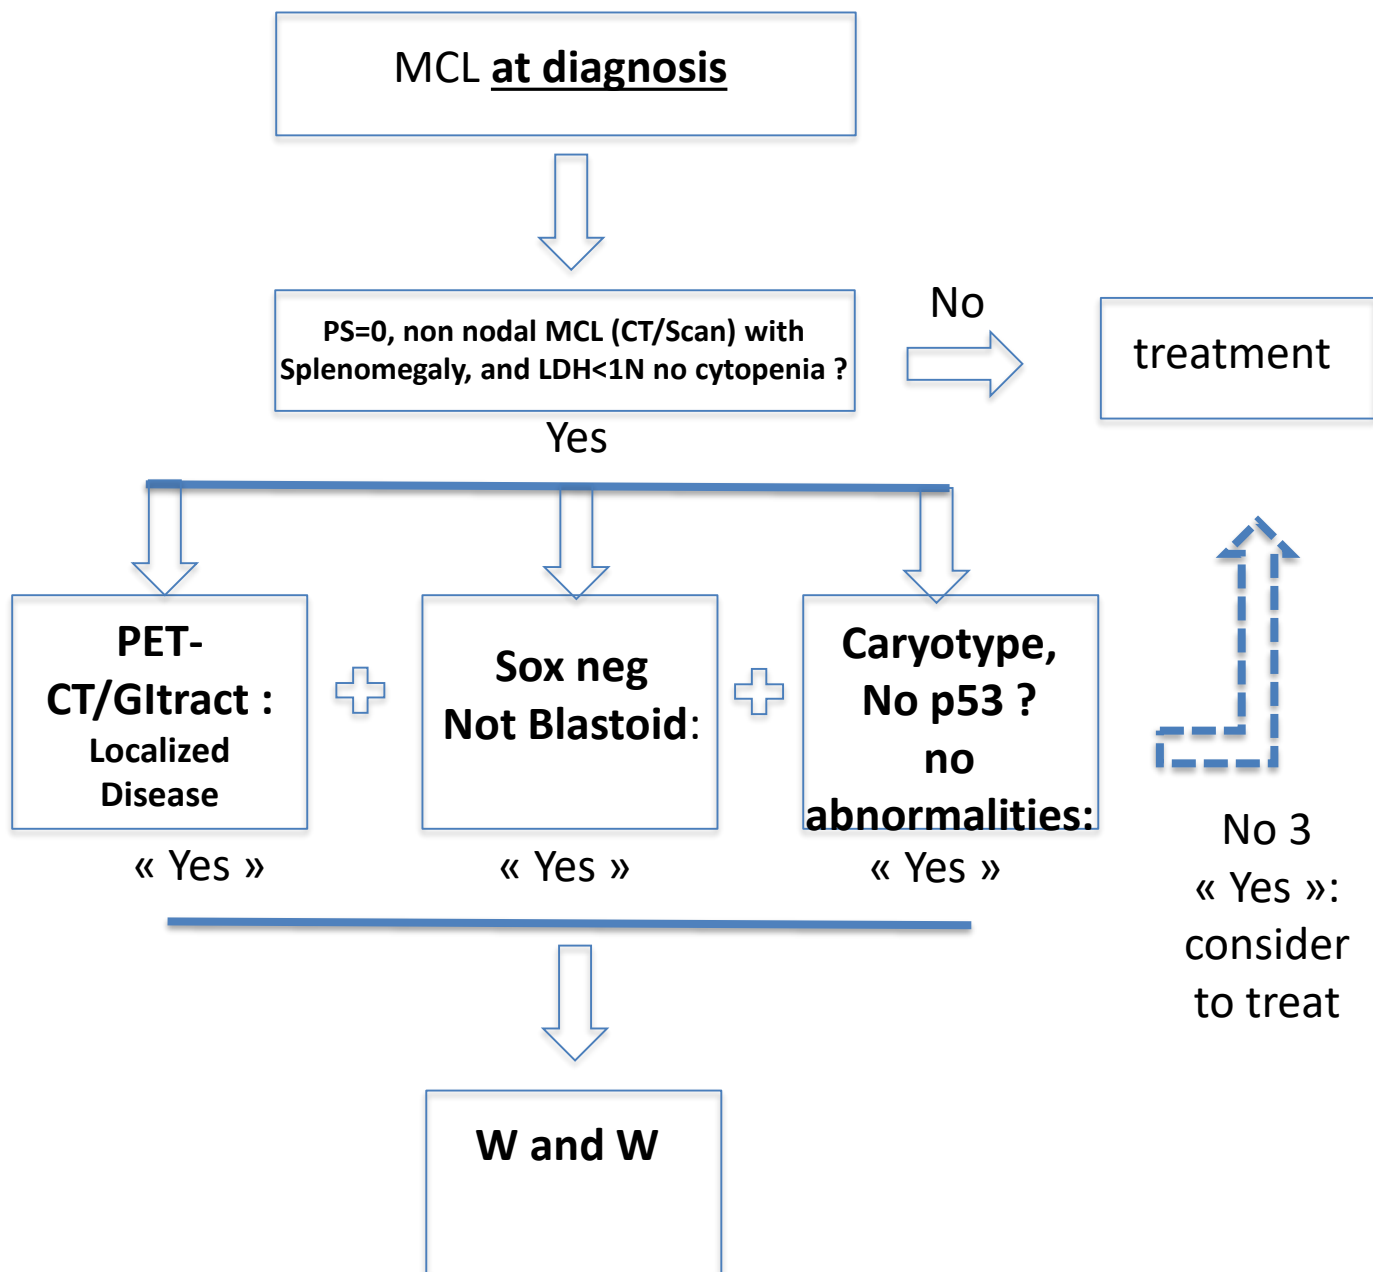 MCL at diagnosis
PS=0, non nodal MCL (CT/Scan) with
Splenomegaly, and LDH<1N no cytopenia ?
No
treatment
Yes
PET-
CT/GItract :
Localized
Disease
Sox neg
Not Blastoid:
Caryotype,
No p53 ?
no
abnormalities:
« Yes »
« Yes »
« Yes »
No 3
« Yes »:
consider
to treat
W and W